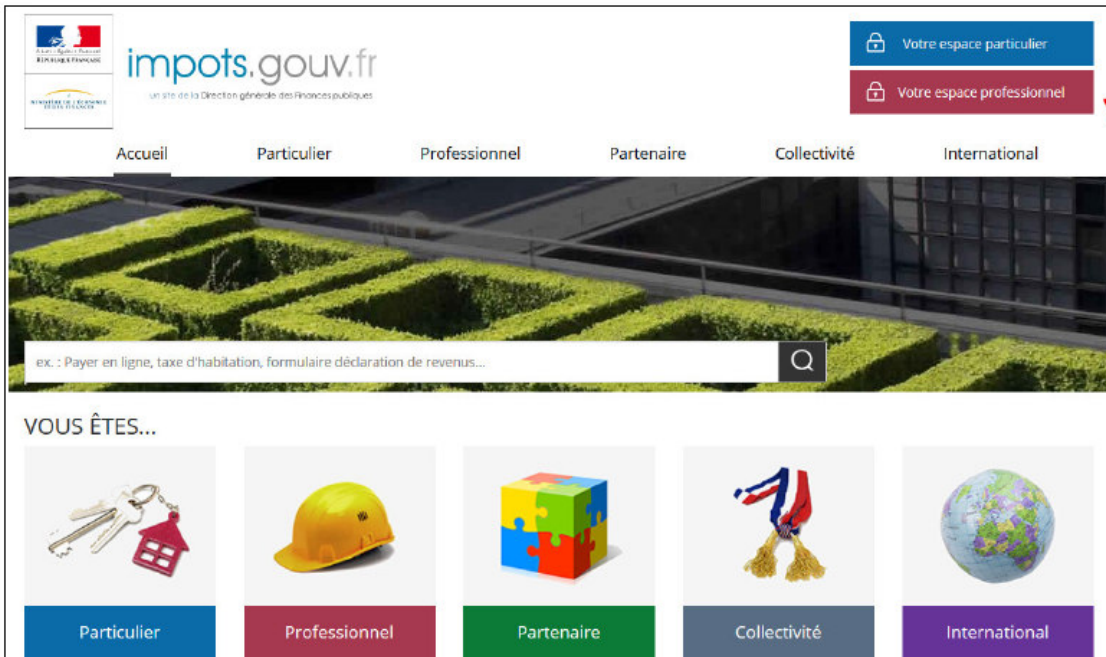 RÉPUBLIQUE FRANÇAISE
impots.gouv.fr
un site de la Direction générale des Finances publiques
Votre espace particulier
Votre espace professionnel
Accueil
Particulier
Professionnel
Partenaire
Collectivité
International
ex. : Payer en ligne, taxe d'habitation, formulaire déclaration de revenus...
VOUS ÊTES...
Particulier
Professionnel
Partenaire
Collectivité
International